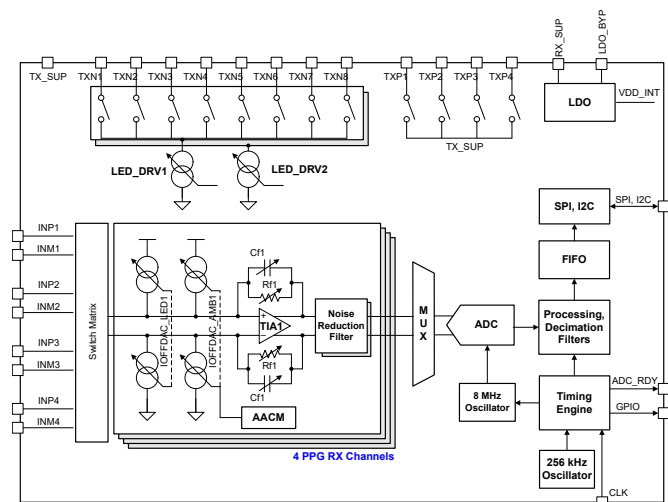 RX_SUP
LDO_BYP
TX_SUP
TXN1
TXN2
TXN3
TXN4
TXN5
TXN6
TXN7
TXN8
TXP1
TXP2
TXP3
TXP4
LDO
VDD_INT
TX_SUP
LED_DRV1
LED_DRV2
SPI, I2C
SPI, I2C
FIFO
INP1
INM1
INP2
INM2
INP3
INM3
INP4
INM4
Switch Matrix
IOFFDAC_LED1
IOFFDAC_AMB1
Cf1
Rf1
+
TIA1
-
Rf1
Cf1
Noise
Reduction
Filter
AACM
4 PPG RX Channels
M
U
X
ADC
Processing,
Decimation
Filters
8 MHz
Oscillator
Timing
Engine
ADC_RDY
GPIO
256 kHz
Oscillator
CLK